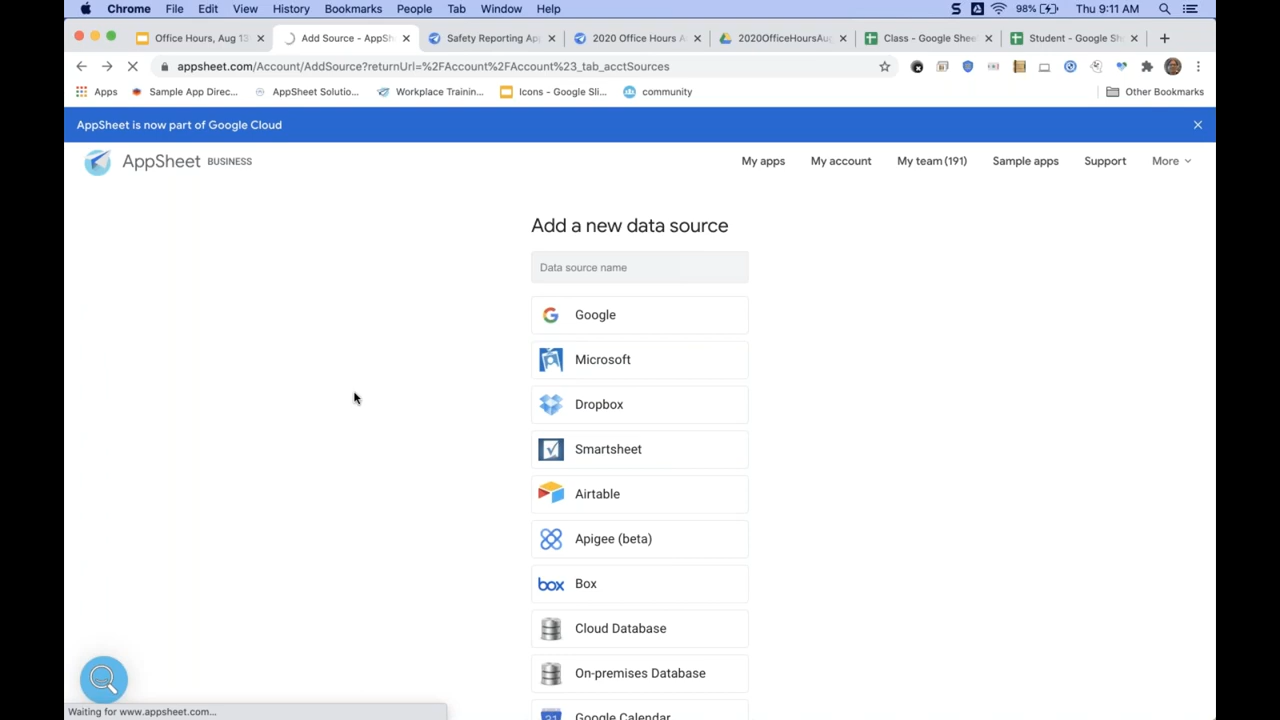 Chrome File Edit View History Bookmarks People Tab Window Help S 98% Thu 9:11 AM
Office Hours, Aug 13 Add Source - AppSh Safety Reporting Ap 2020 Office Hours A 2020OfficeHoursAu Class - Google Shee Student - Google Sh
appsheet.com/Account/AddSource?returnUrl=%2FAccount%2FAccount%23_tab_acctSources
Apps Sample App Direc... AppSheet Solutio... Workplace Trainin... Icons - Google Sli... community Other Bookmarks
AppSheet is now part of Google Cloud
AppSheet BUSINESS My apps My account My team (191) Sample apps Support More
Add a new data source
Data source name
Google
Microsoft
Dropbox
Smartsheet
Airtable
Apigee (beta)
box Box
Cloud Database
On-premises Database
31 Google Calendar
Waiting for www.appsheet.com...